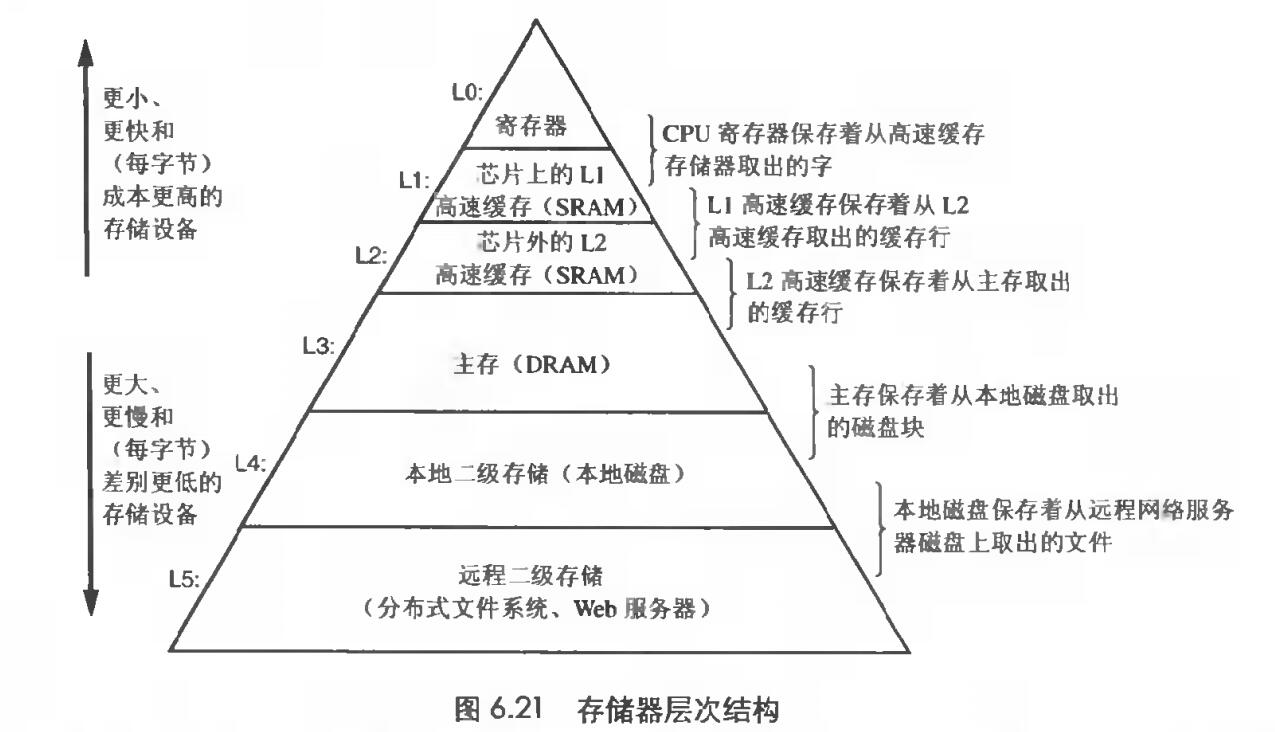 更小、
更快和
（每字节）
成本更高的
存储设备
更大、
更慢和
（每字节）
差别更低的
存储设备
L0:
寄存器
L1:
芯片上的 L1
高速缓存（SRAM）
L2:
芯片外的 L2
高速缓存（SRAM）
L3:
主存（DRAM）
L4:
本地二级存储（本地磁盘）
L5:
远程二级存储
（分布式文件系统、Web 服务器）
CPU 寄存器保存着从高速缓存
存储器取出的字
L1 高速缓存保存着从 L2
高速缓存取出的缓存行
L2 高速缓存保存着从主存取出
的缓存行
主存保存着从本地磁盘取出
的磁盘块
本地磁盘保存着从远程网络服务
器磁盘上取出的文件
图 6.21 存储器层次结构